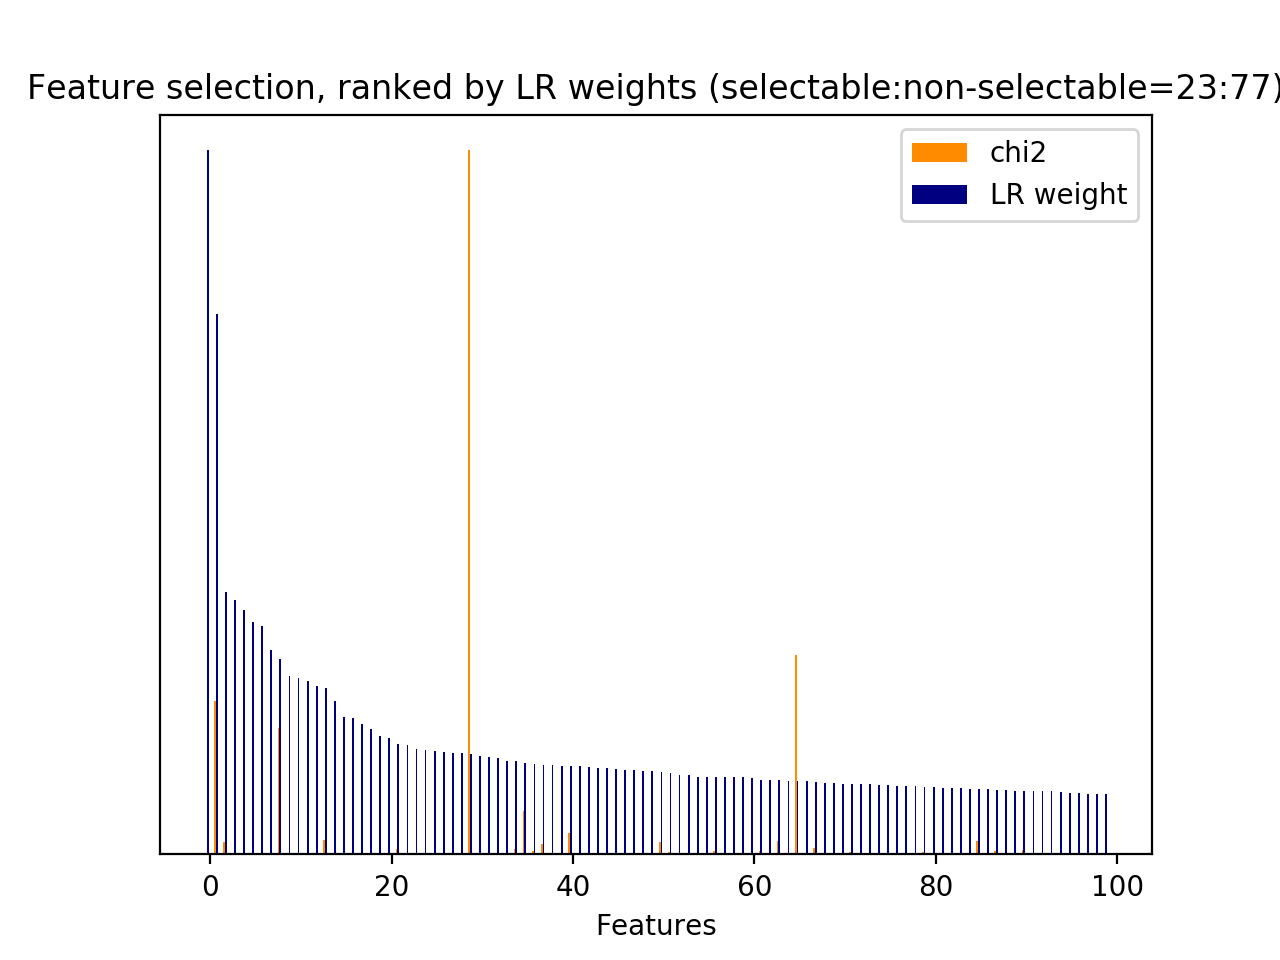 Feature selection, ranked by LR weights (selectable:non-selectable=23:77)
chi2
LR weight
0 20 40 60 80 100
Features